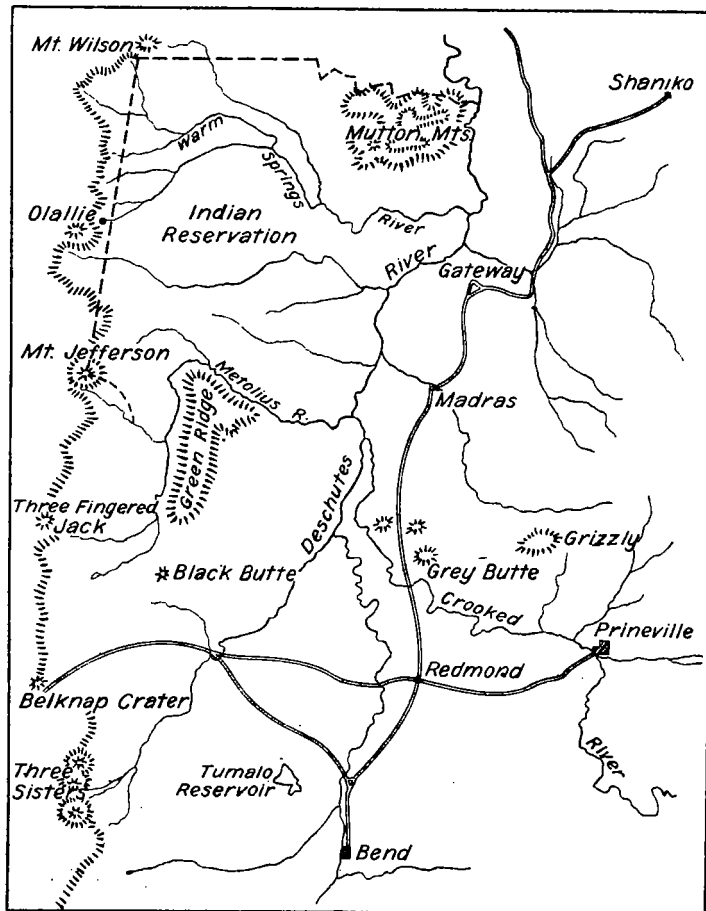 Mt. Wilson
Shaniko
Mutton Mts.
Warm
Springs
River
Olallie
Indian
Reservation
River
Gateway
Mt. Jefferson
Metolius R.
Madras
Green Ridge
Deschutes
Three Fingered
Jack
Grizzly
Black Butte
Grey Butte
Crooked
Prineville
Redmond
Belknap Crater
Three
Sisters
Tumalo
Reservoir
River
Bend